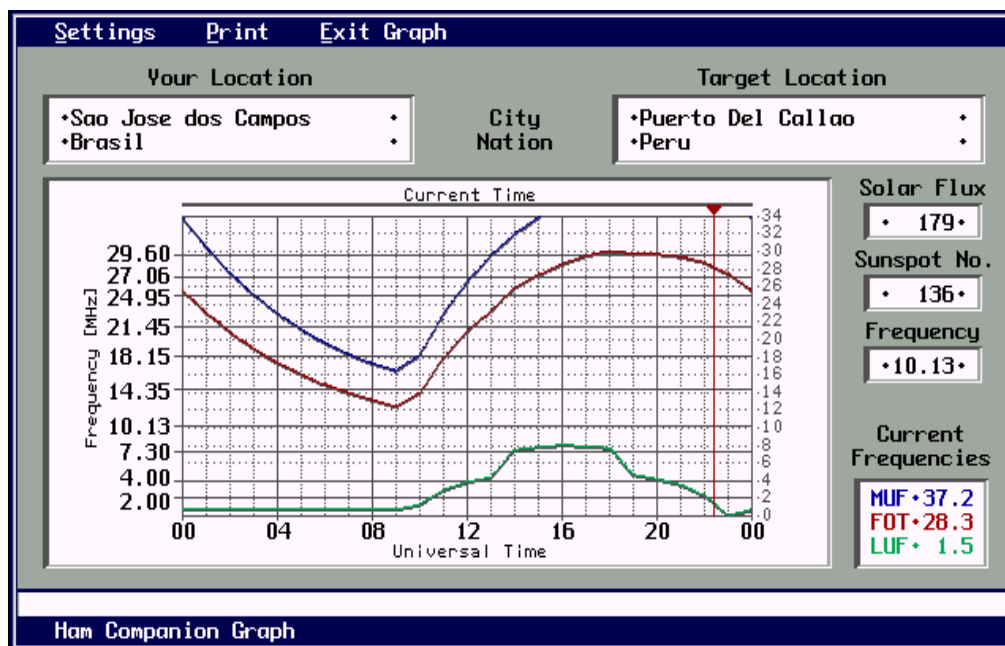 Settings Print Exit Graph
Your Location
Target Location
•Sao Jose dos Campos •
•Brasil •
City
Nation
•Puerto Del Callao •
•Peru •
Current Time
Solar Flux
• 179•
Sunspot No.
• 136•
Frequency
•10.13•
Current
Frequencies
MUF•37.2
FOT•28.3
LUF• 1.5
Frequency [MHz]
29.60
27.06
24.95
21.45
18.15
14.35
10.13
7.30
4.00
2.00
34
32
30
28
26
24
22
20
18
16
14
12
10
8
6
4
2
0
00 04 08 12 16 20 00
Universal Time
Ham Companion Graph